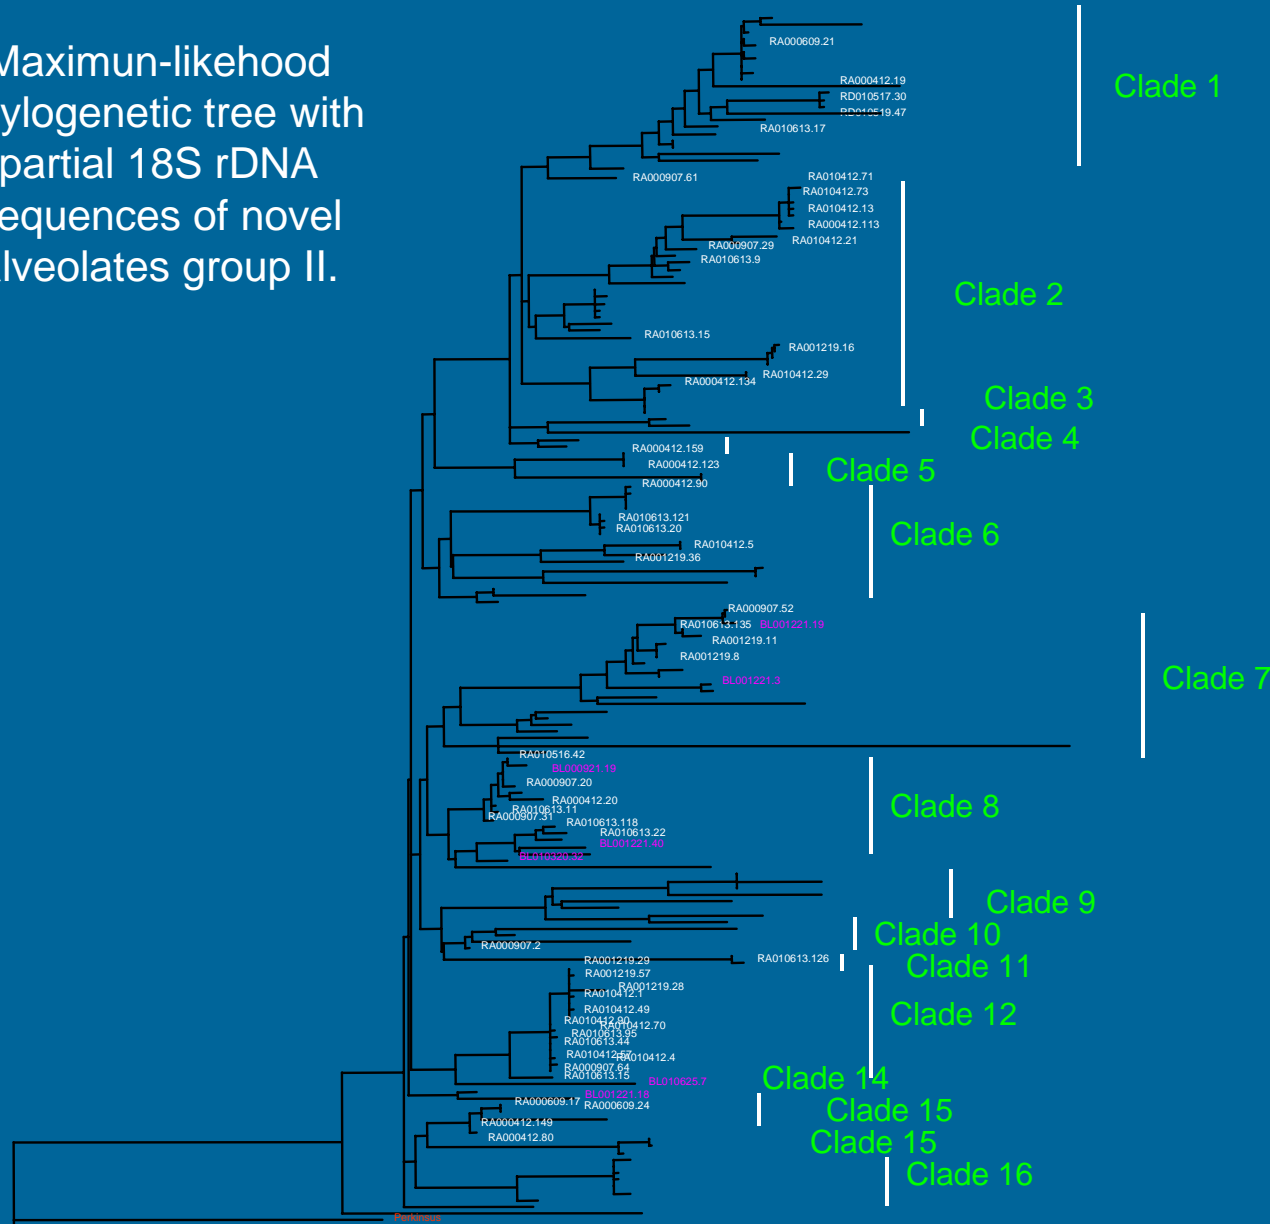 Maximun-likehood
ylogenetic tree with
partial 18S rDNA
equences of novel
lveolates group II.
RA000609.21
RA000412.19
RD010517.30
RD010519.47
RA010613.17
RA000907.61
Clade 1
RA010412.71
RA010412.73
RA010412.13
RA000412.113
RA010412.21
RA000907.29
RA010613.9
RA010613.15
RA001219.16
RA010412.29
RA000412.134
Clade 2
Clade 3
Clade 4
RA000412.159
RA000412.123
Clade 5
RA000412.90
RA010613.121
RA010613.20
RA010412.5
RA001219.36
Clade 6
RA000907.52
RA010613.135 BL001221.19
RA001219.11
RA001219.8
BL001221.3
Clade 7
RA010516.42
BL000921.19
RA000907.20
RA000412.20
RA010613.11
RA000907.31
RA010613.118
RA010613.22
BL001221.40
BL010320.32
Clade 8
Clade 9
RA000907.2
Clade 10
RA001219.29 RA010613.126
Clade 11
RA001219.57
RA001219.28
RA010412.1
RA010412.49
RA010412.90
RA010412.70
RA010613.95
RA010613.44
RA010412.57
RA010412.4
RA000907.64
RA010613.15
Clade 12
BL010625.7
Clade 14
BL001221.16
RA000609.17
RA000609.24
Clade 15
RA000412.149
RA000412.80
Clade 15
Clade 16
Perkinsus